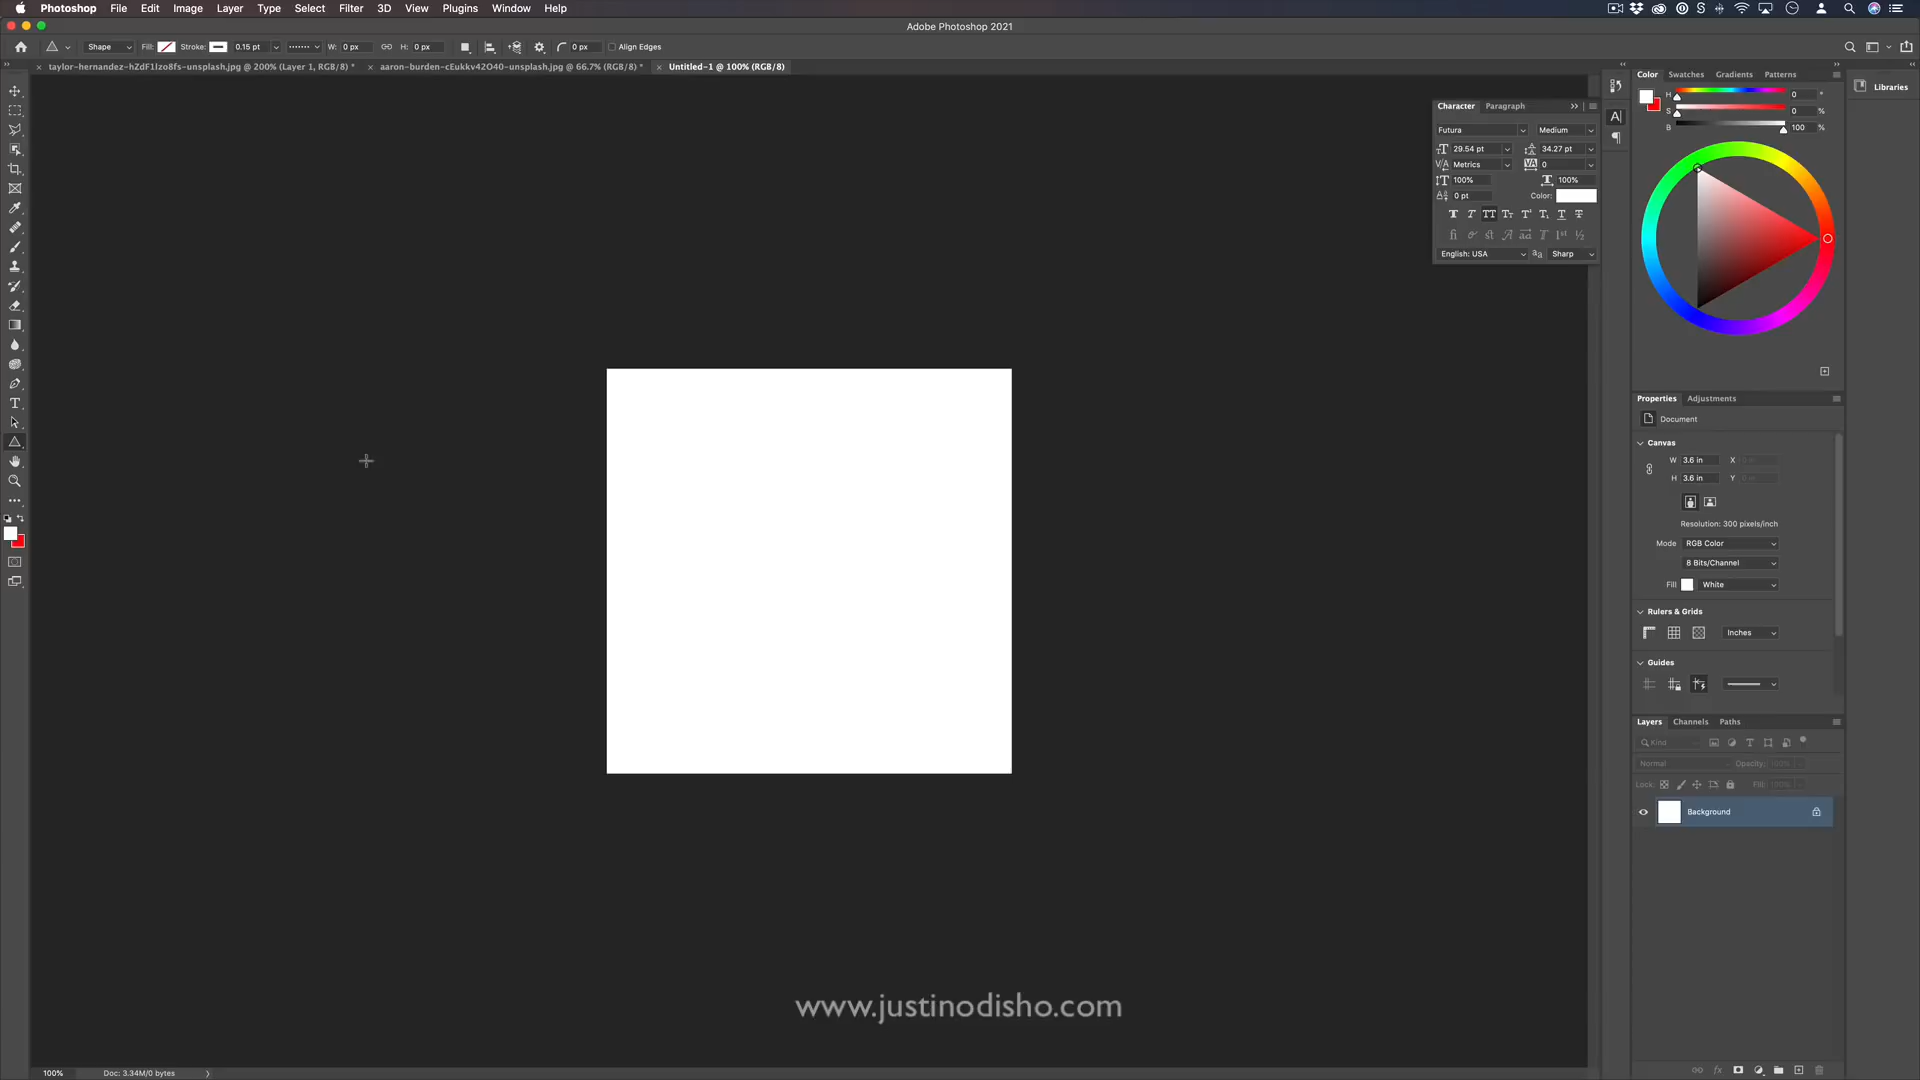 Photoshop File Edit Image Layer Type Select Filter 3D View Plugins Window Help
Adobe Photoshop 2021
Shape Fill: Stroke: 0.15 pt W: 0 px H: 0 px 0 px Align Edges
taylor-hernandez-hZdF1Izo8fs-unsplash.jpg @ 200% (Layer 1, RGB/8) * aaron-burden-cEukkv42O40-unsplash.jpg @ 66.7% (RGB/8) * Untitled-1 @ 100% (RGB/8)
Character Paragraph
Futura Medium
29.54 pt 34.27 pt
Metrics 0
100% 100%
0 pt Color:
English: USA Sharp
Color Swatches Gradients Patterns
H 0 °
S 0 %
B 100 %
Libraries
Properties Adjustments
Document
Canvas
W 3.6 in X
H 3.6 in Y
Resolution: 300 pixels/inch
Mode RGB Color
8 Bits/Channel
Fill White
Rulers & Grids
Inches
Guides
Layers Channels Paths
Kind
Normal Opacity: 100%
Lock: Fill: 100%
Background
www.justinodisho.com
100% Doc: 3.34M/0 bytes